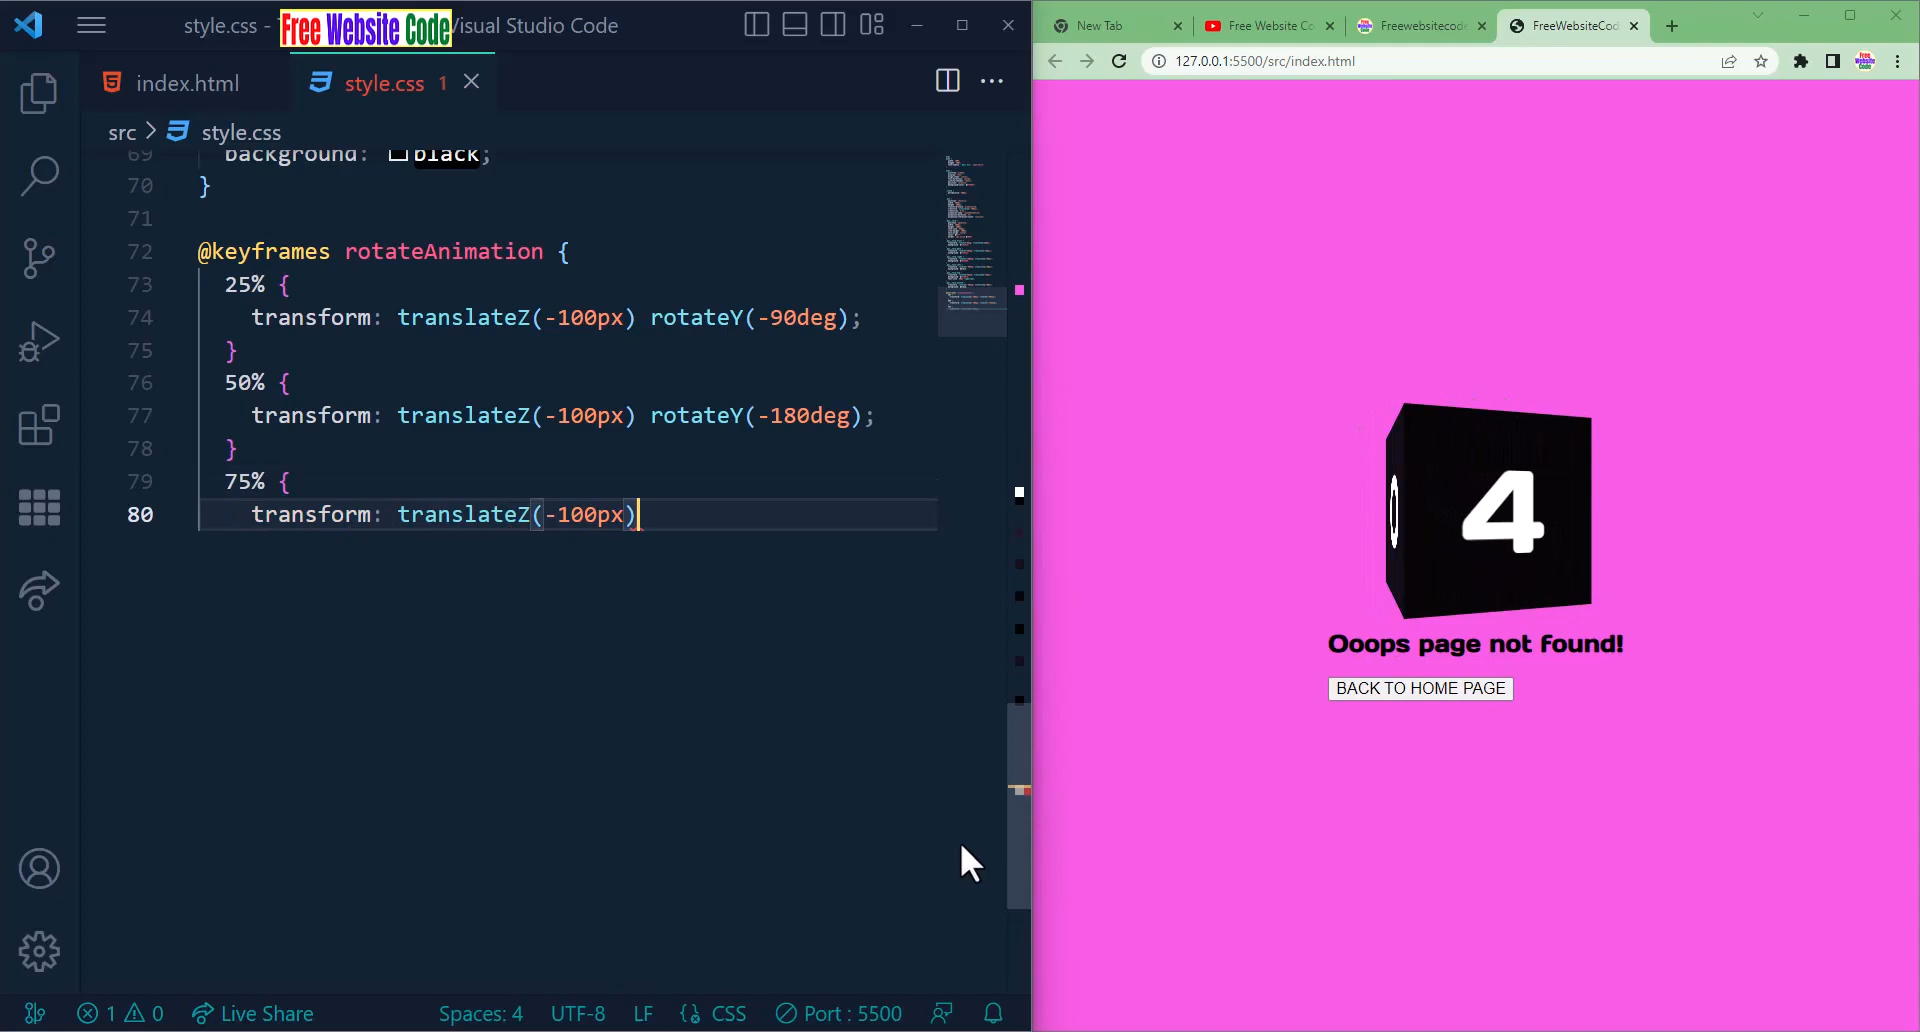 style.css - Free Website Code Visual Studio Code
index.html
style.css 1
src > style.css
69 background: black;
70 }
71
72 @keyframes rotateAnimation {
73 25% {
74 transform: translateZ(-100px) rotateY(-90deg);
75 }
76 50% {
77 transform: translateZ(-100px) rotateY(-180deg);
78 }
79 75% {
80 transform: translateZ(-100px)
1 0 Live Share Spaces: 4 UTF-8 LF CSS Port : 5500
New Tab
Free Website Co
Freewebsitecode
FreeWebsiteCod
127.0.0.1:5500/src/index.html
0 4
Ooops page not found!
BACK TO HOME PAGE